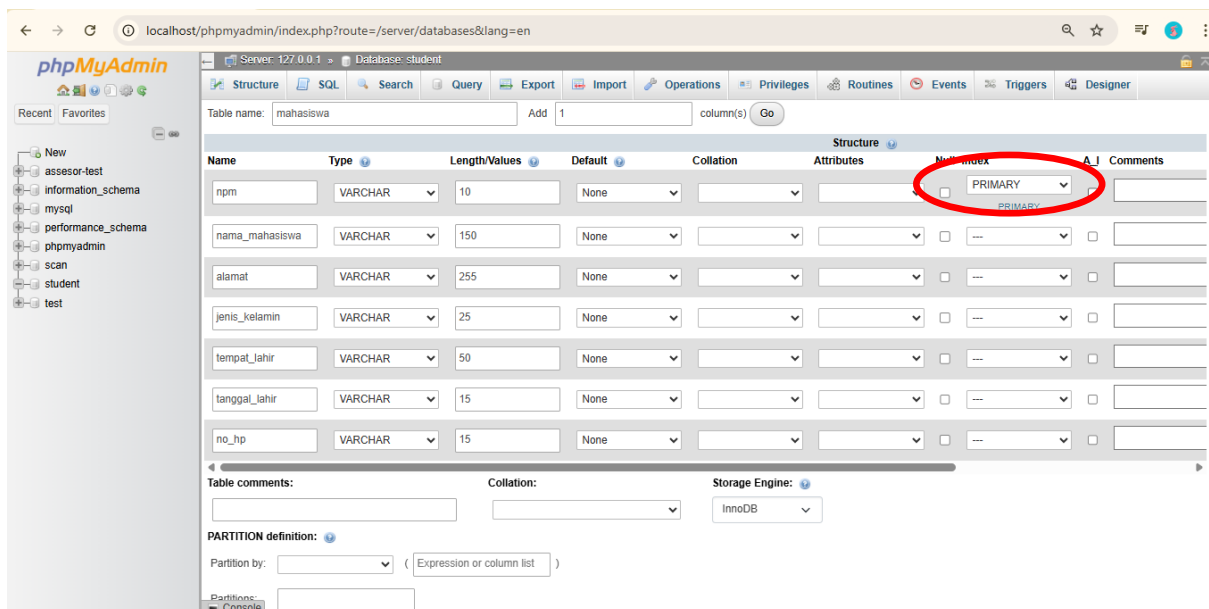 localhost/phpmyadmin/index.php?route=/server/databases&lang=en
phpMyAdmin
Recent Favorites
New
assesor-test
information_schema
mysql
performance_schema
phpmyadmin
scan
student
test
Server: 127.0.0.1 » Database: student
Structure SQL Search Query Export Import Operations Privileges Routines Events Triggers Designer
Table name: mahasiswa Add 1 column(s) Go
Structure
Name Type Length/Values Default Collation Attributes Null Index A_I Comments
npm VARCHAR 10 None PRIMARY
PRIMARY
nama_mahasiswa VARCHAR 150 None ---
alamat VARCHAR 255 None ---
jenis_kelamin VARCHAR 25 None ---
tempat_lahir VARCHAR 50 None ---
tanggal_lahir VARCHAR 15 None ---
no_hp VARCHAR 15 None ---
Table comments: Collation: Storage Engine:
InnoDB
PARTITION definition:
Partition by: ( Expression or column list )
Partitions:
Console